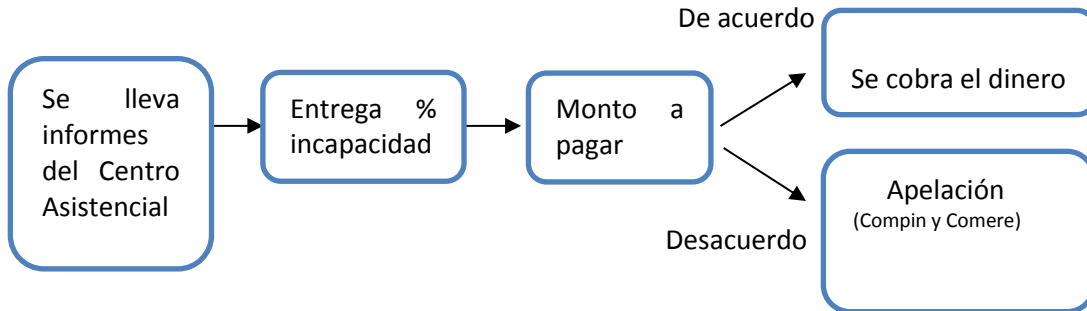 Se lleva
informes
del Centro
Asistencial
Entrega %
incapacidad
Monto a
pagar
De acuerdo
Se cobra el dinero
Desacuerdo
Apelación
(Compin y Comere)